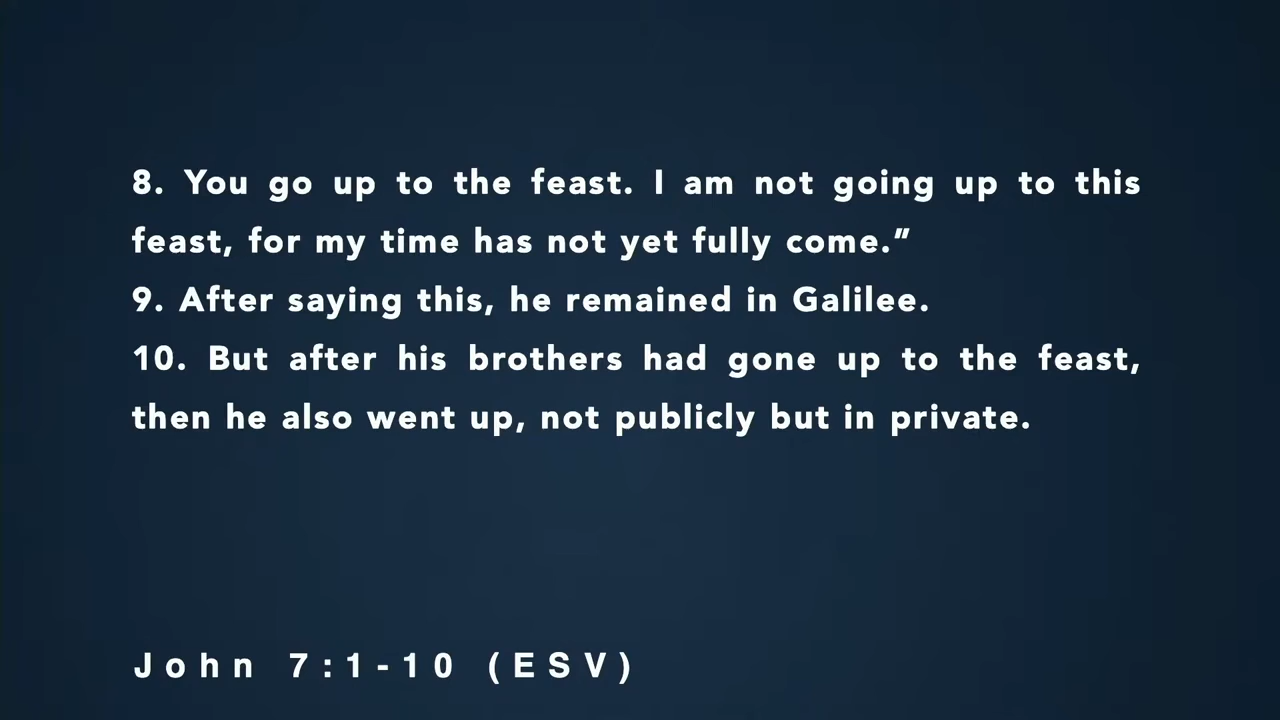 8. You go up to the feast. I am not going up to this
feast, for my time has not yet fully come.”
9. After saying this, he remained in Galilee.
10. But after his brothers had gone up to the feast,
then he also went up, not publicly but in private.
John 7:1-10 (ESV)